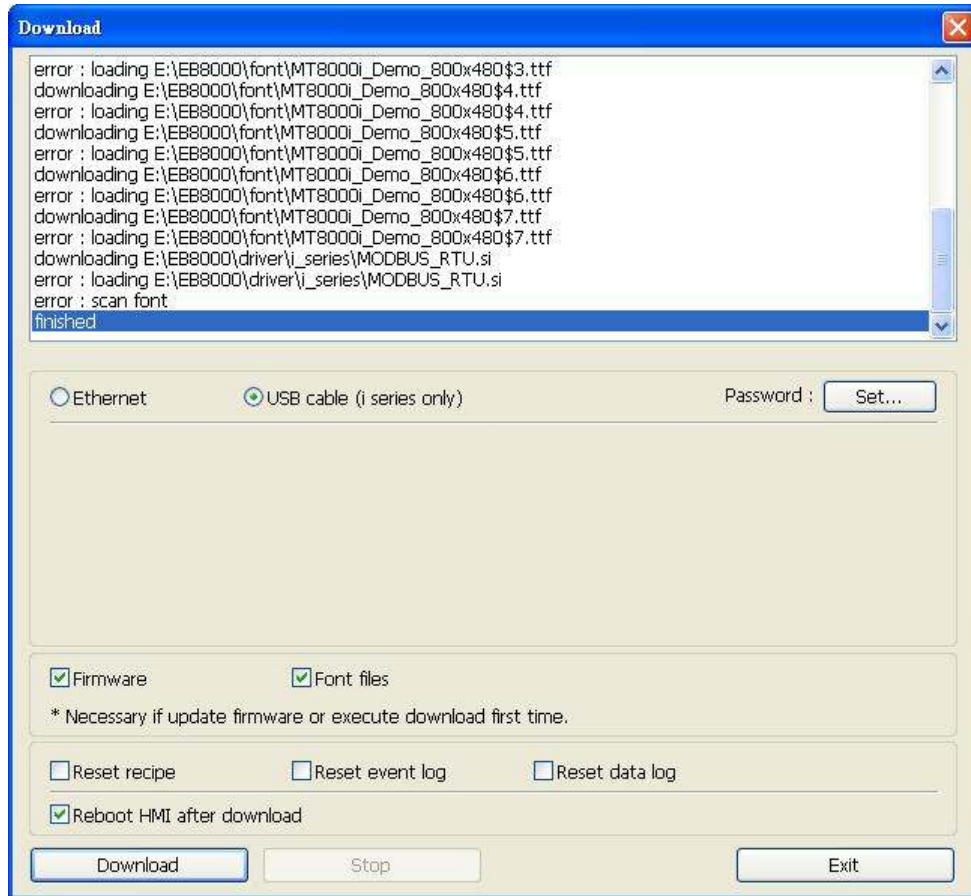 Download
error : loading E:\EB8000\font\MT8000i_Demo_800x480$3.ttf
downloading E:\EB8000\font\MT8000i_Demo_800x480$4.ttf
error : loading E:\EB8000\font\MT8000i_Demo_800x480$4.ttf
downloading E:\EB8000\font\MT8000i_Demo_800x480$5.ttf
error : loading E:\EB8000\font\MT8000i_Demo_800x480$5.ttf
downloading E:\EB8000\font\MT8000i_Demo_800x480$6.ttf
error : loading E:\EB8000\font\MT8000i_Demo_800x480$6.ttf
downloading E:\EB8000\font\MT8000i_Demo_800x480$7.ttf
error : loading E:\EB8000\font\MT8000i_Demo_800x480$7.ttf
downloading E:\EB8000\driver\i_series\MODBUS_RTU.si
error : loading E:\EB8000\driver\i_series\MODBUS_RTU.si
error : scan font
finished
Ethernet USB cable (i series only) Password : Set...
Firmware Font files
* Necessary if update firmware or execute download first time.
Reset recipe Reset event log Reset data log
Reboot HMI after download
Download Stop Exit